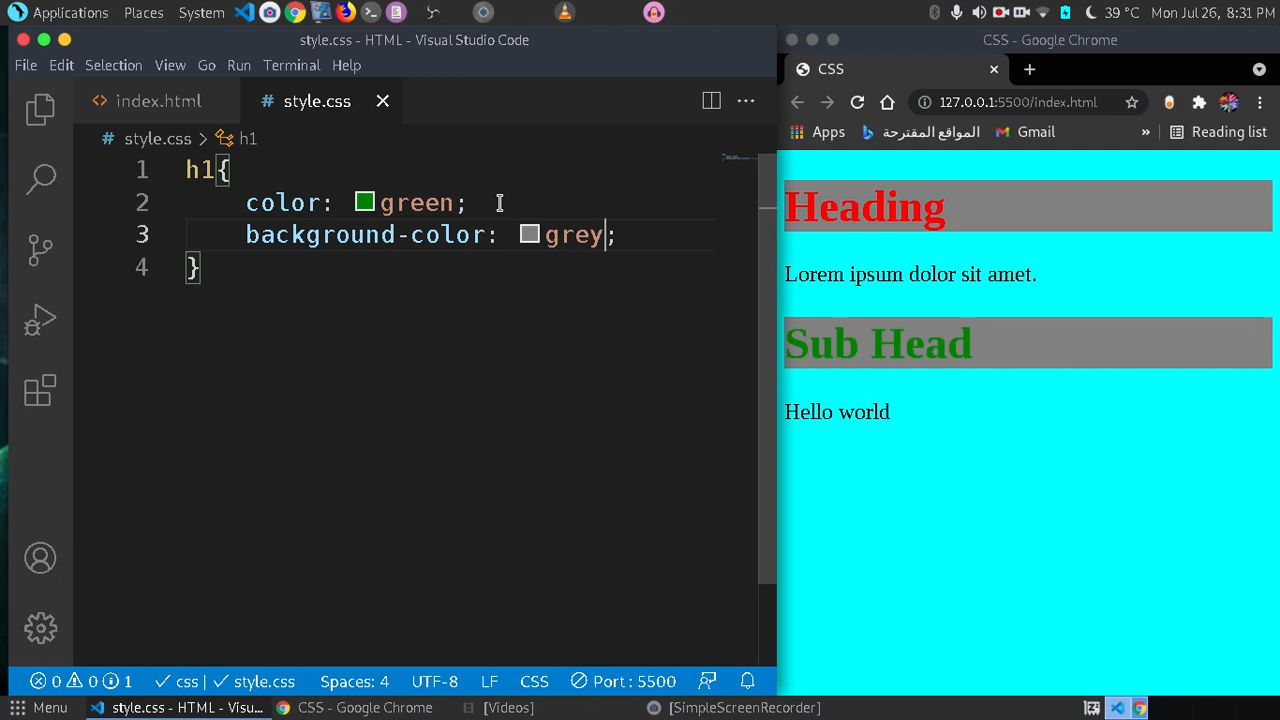 Applications Places System 39 °C Mon Jul 26, 8:31 PM
style.css - HTML - Visual Studio Code
File Edit Selection View Go Run Terminal Help
index.html # style.css
# style.css > h1
1 h1{
2 color: green;
3 background-color: grey;
4 }
0 0 1 css | style.css Spaces: 4 UTF-8 LF CSS Port : 5500
CSS - Google Chrome
CSS
127.0.0.1:5500/index.html
Apps المواقع المقترحة Gmail » Reading list
Heading
Lorem ipsum dolor sit amet.
Sub Head
Hello world
Menu style.css - HTML - Visu... CSS - Google Chrome [Videos] [SimpleScreenRecorder]